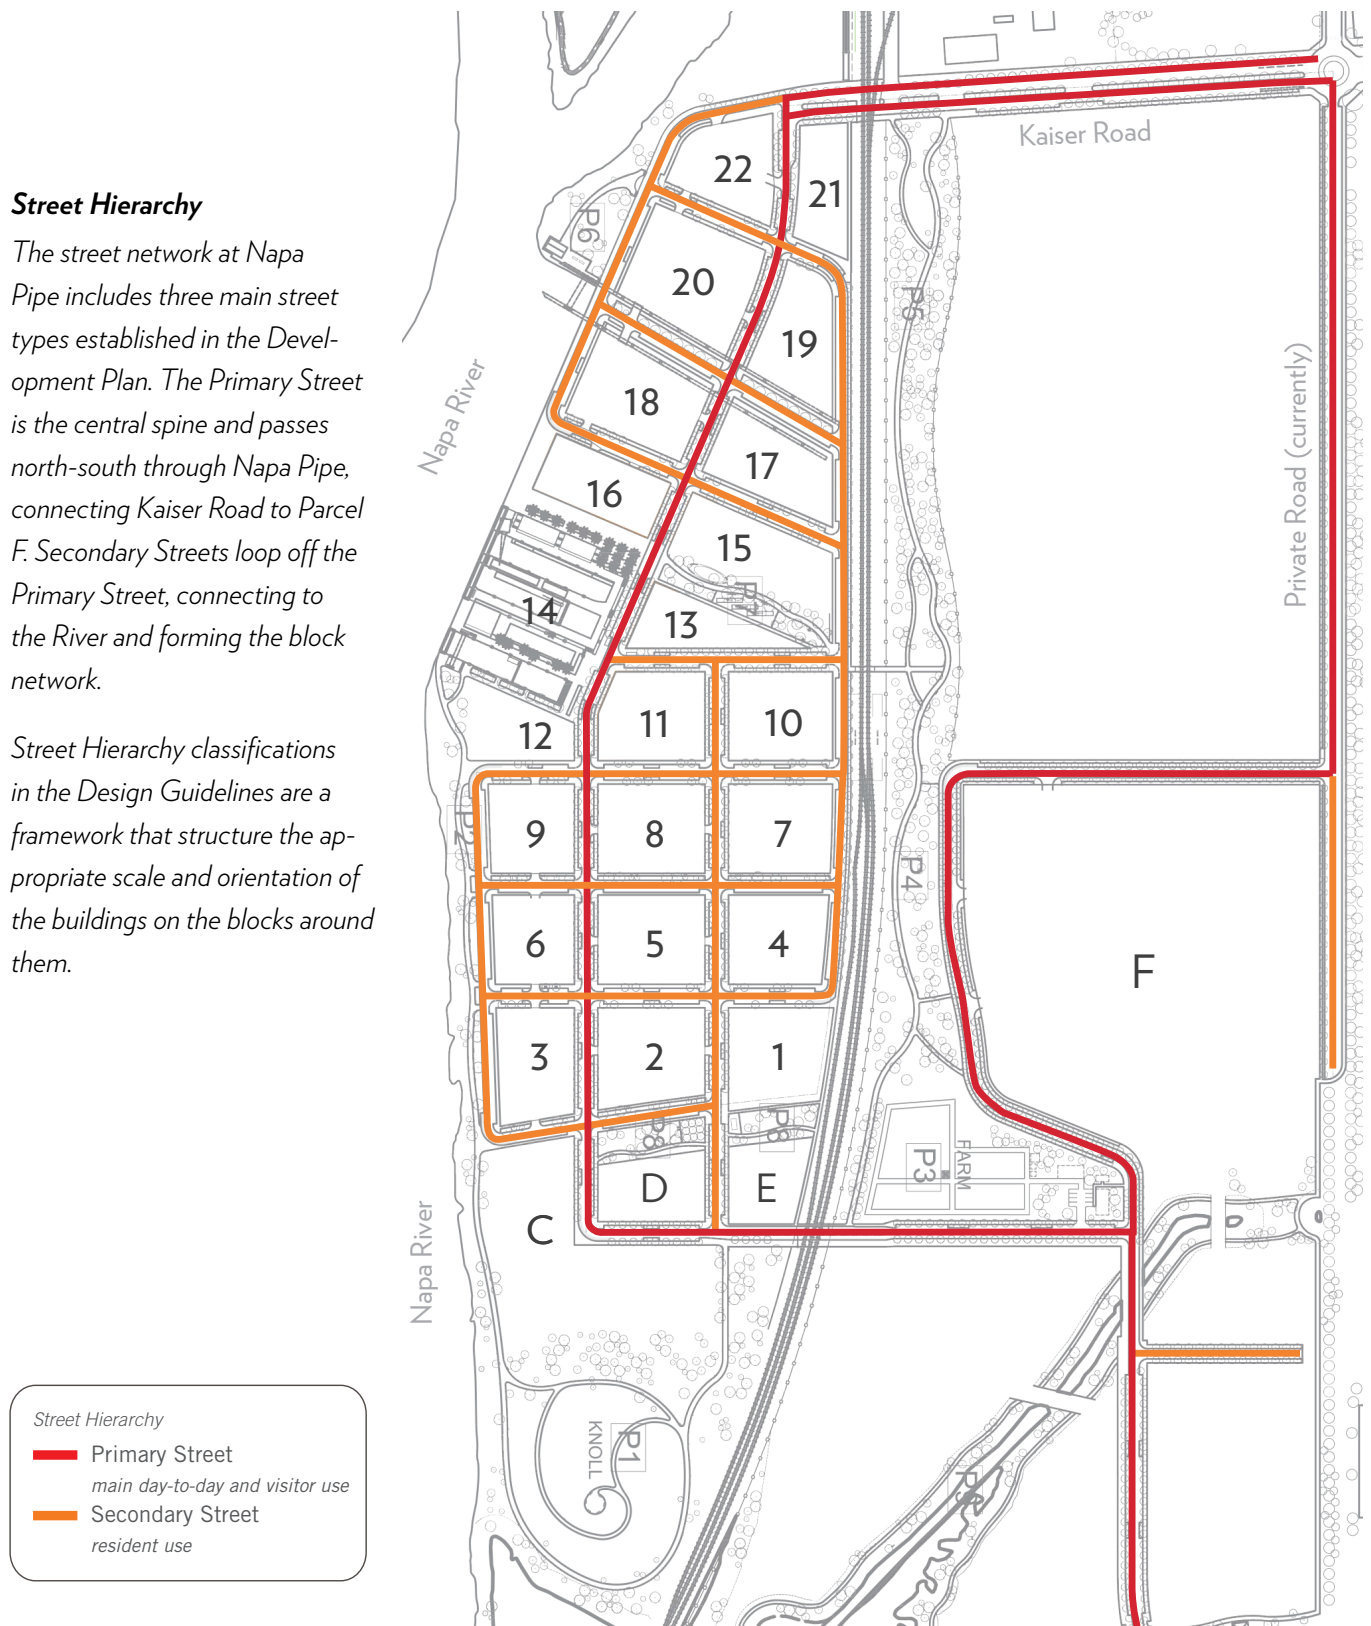 Street Hierarchy
The street network at Napa
Pipe includes three main street
types established in the Devel-
opment Plan. The Primary Street
is the central spine and passes
north-south through Napa Pipe,
connecting Kaiser Road to Parcel
F. Secondary Streets loop off the
Primary Street, connecting to
the River and forming the block
network.
Street Hierarchy classifications
in the Design Guidelines are a
framework that structure the ap-
propriate scale and orientation of
the buildings on the blocks around
them.
Kaiser Road
22
21
P6
20
P5
19
Private Road (currently)
Napa River
18
17
16
15
14
13
12
11
10
P2
9
8
7
P4
6
5
4
F
3
2
1
P8
P8
P3
FARM
D
E
C
Napa River
P1
KNOLL
Street Hierarchy
Primary Street
main day-to-day and visitor use
Secondary Street
resident use